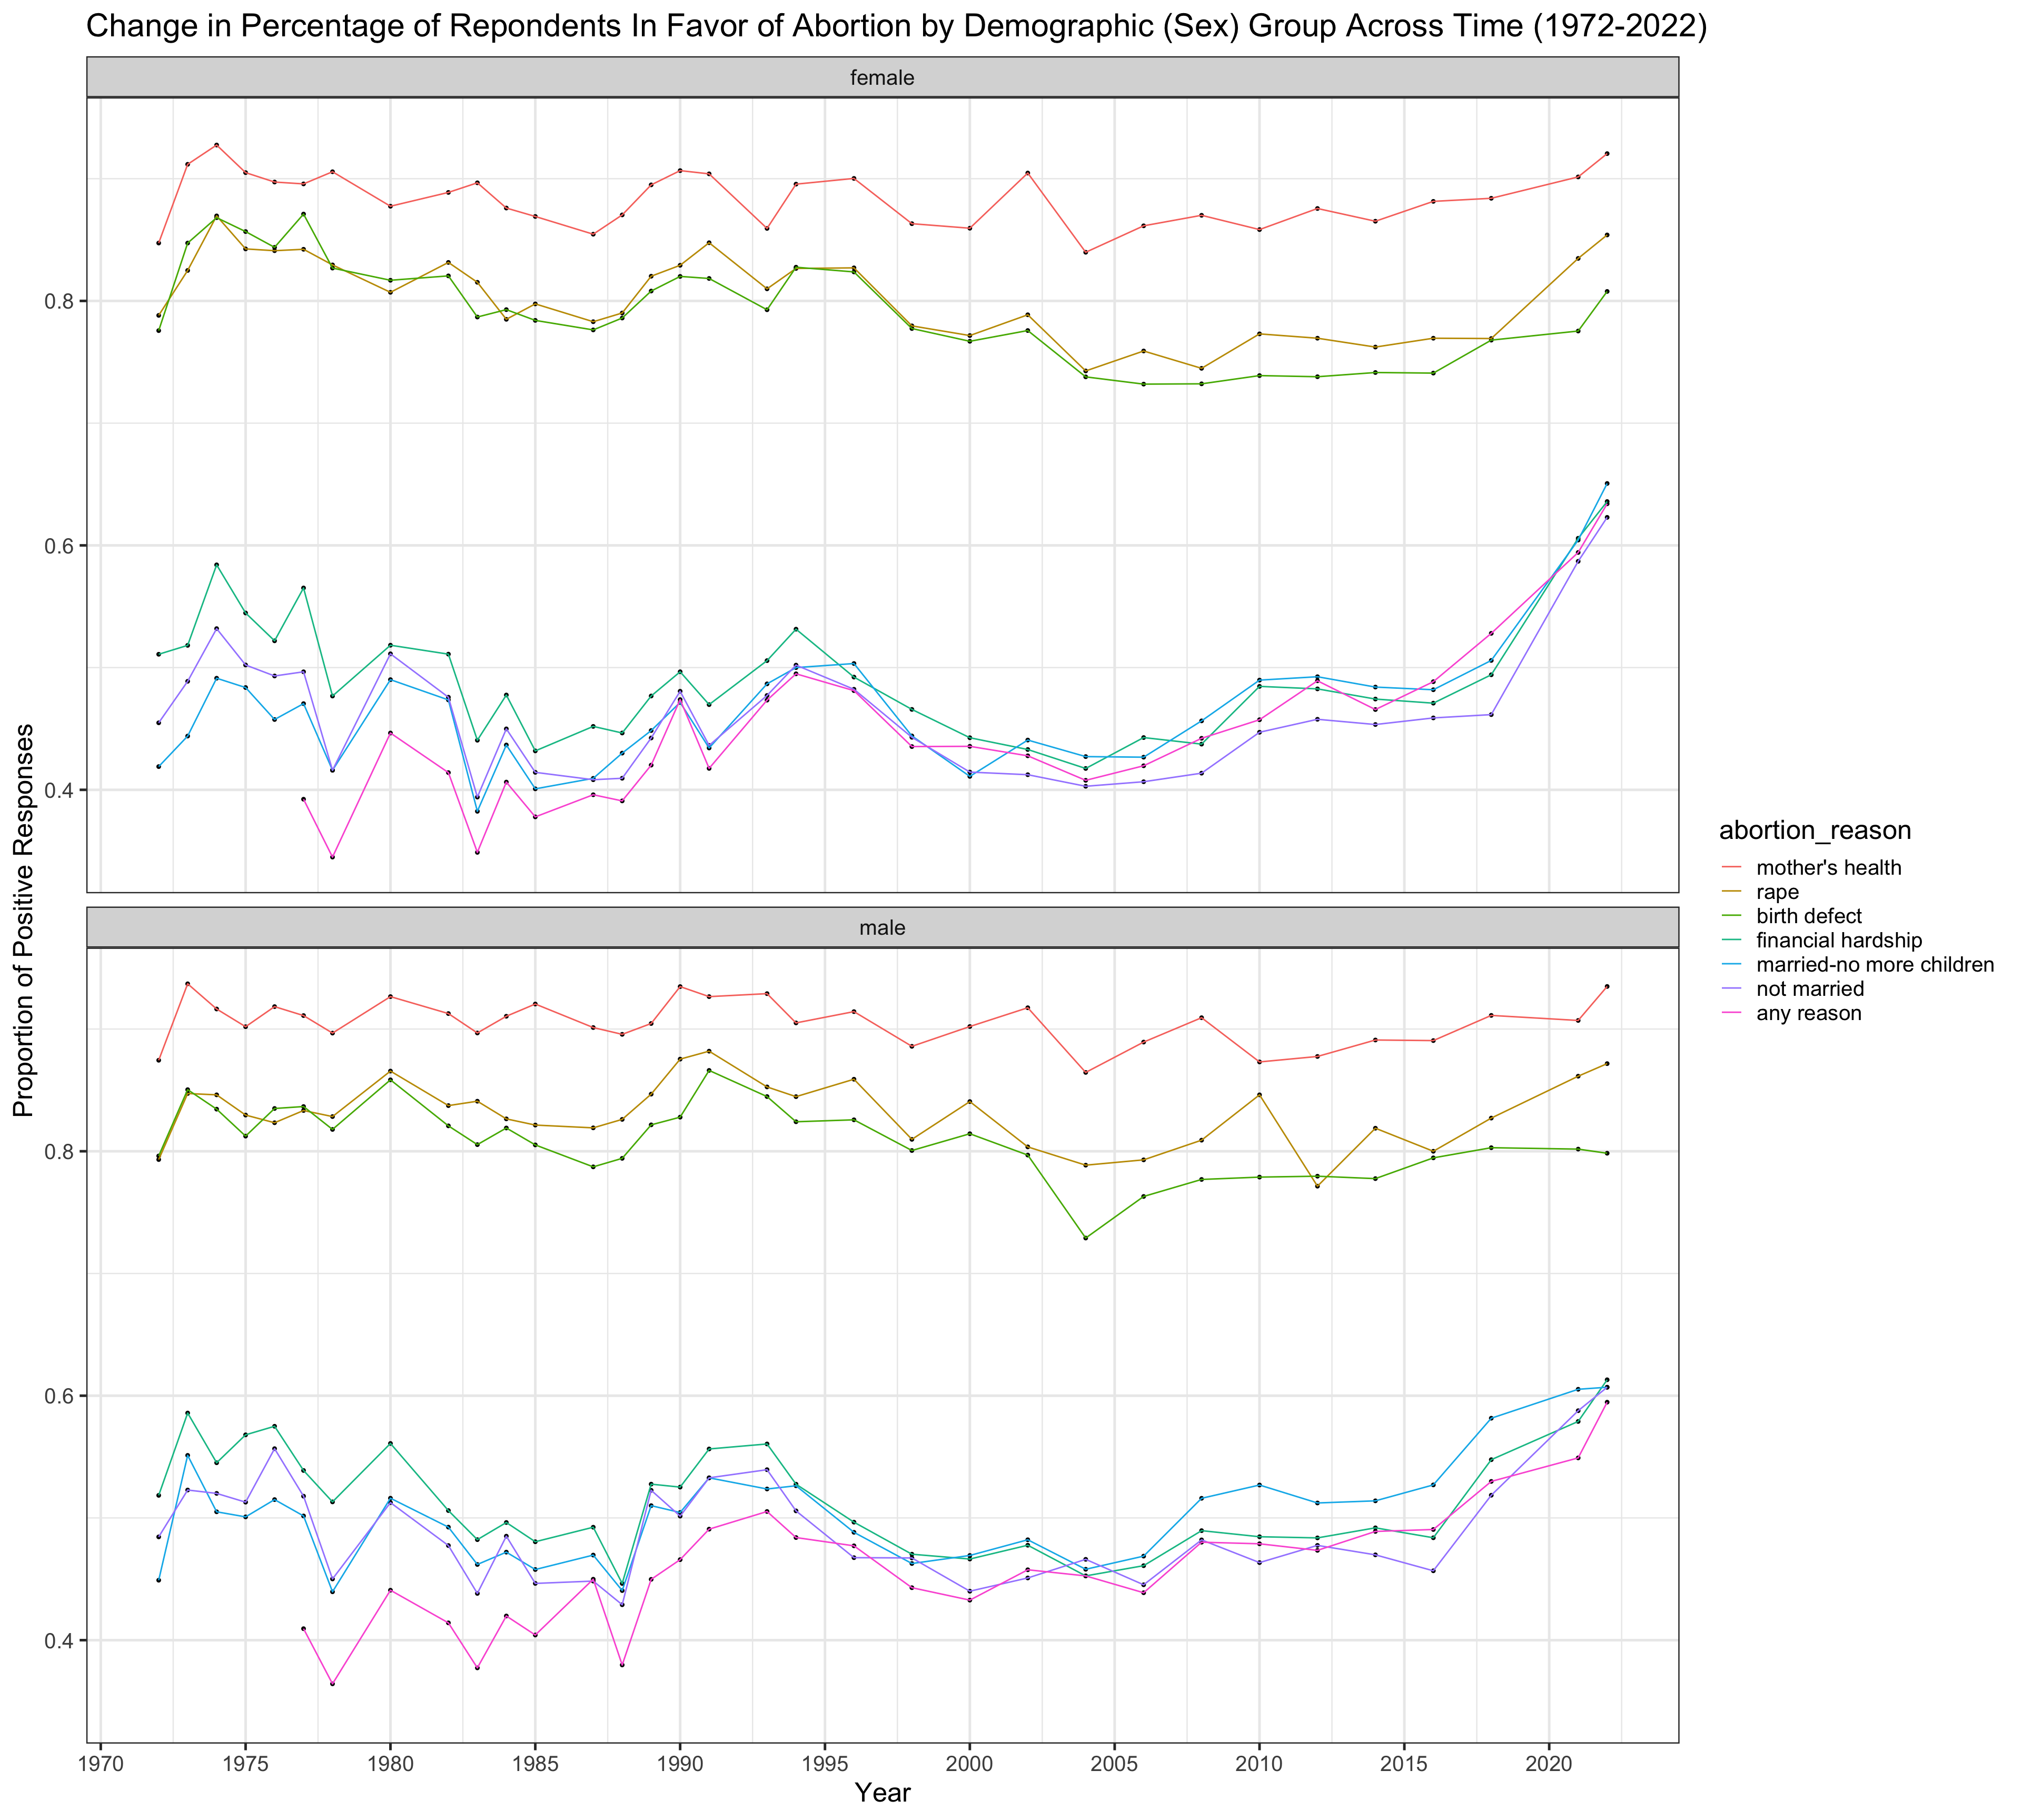 Change in Percentage of Repondents In Favor of Abortion by Demographic (Sex) Group Across Time (1972-2022)
female
0.8
0.6
0.4
Proportion of Positive Responses
male
0.8
0.6
0.4
1970 1975 1980 1985 1990 1995 2000 2005 2010 2015 2020
Year
abortion_reason
mother's health
rape
birth defect
financial hardship
married-no more children
not married
any reason